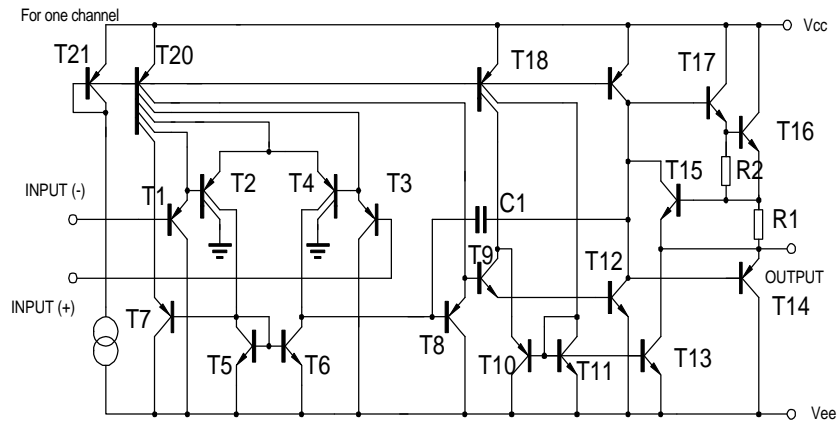 For one channel
Vcc
T21
T20
T18
T17
T16
T15
R2
INPUT (-)
T1
T2
T4
T3
C1
R1
T9
T12
OUTPUT
INPUT (+)
T7
T8
T14
T5
T6
T10
T11
T13
Vee